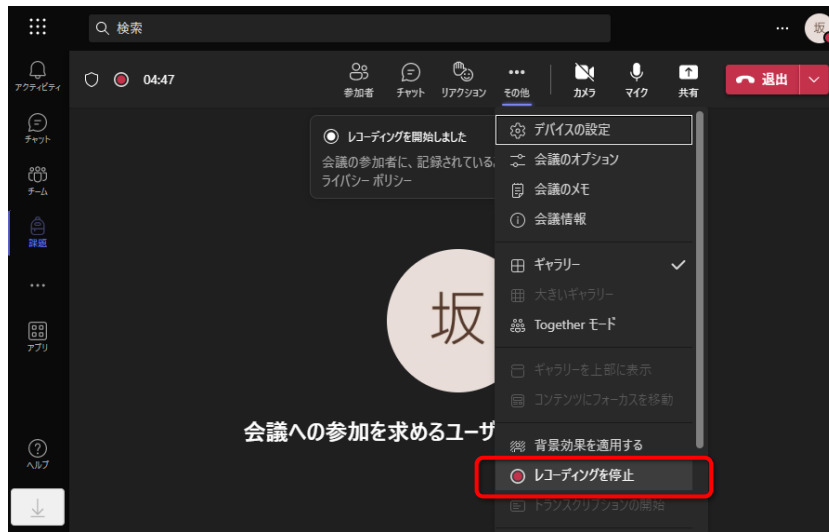 検索
坂
アクティビティ
チャット
チーム
課題
アプリ
ヘルプ
04:47
参加者
チャット
リアクション
その他
カメラ
マイク
共有
退出
レコーディングを開始しました
会議の参加者に、記録されている
ライバシー ポリシー
坂
会議への参加を求めるユーザ
デバイスの設定
会議のオプション
会議のメモ
会議情報
ギャラリー
大きいギャラリー
Together モード
ギャラリーを上部に表示
コンテンツにフォーカスを移動
背景効果を適用する
レコーディングを停止
トランスクリプションの開始